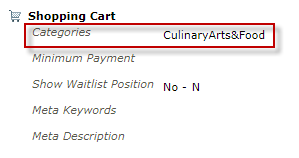 Shopping Cart
Categories CulinaryArts&Food
Minimum Payment
Show Waitlist Position No - N
Meta Keywords
Meta Description